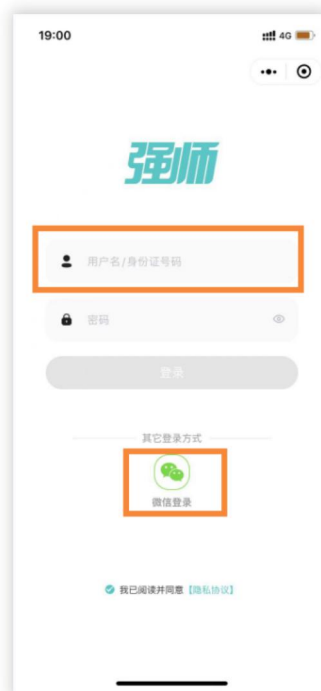 19:00
4G
强师
用户名/身份证号码
密码
登录
其它登录方式
微信登录
我已阅读并同意【隐私协议】